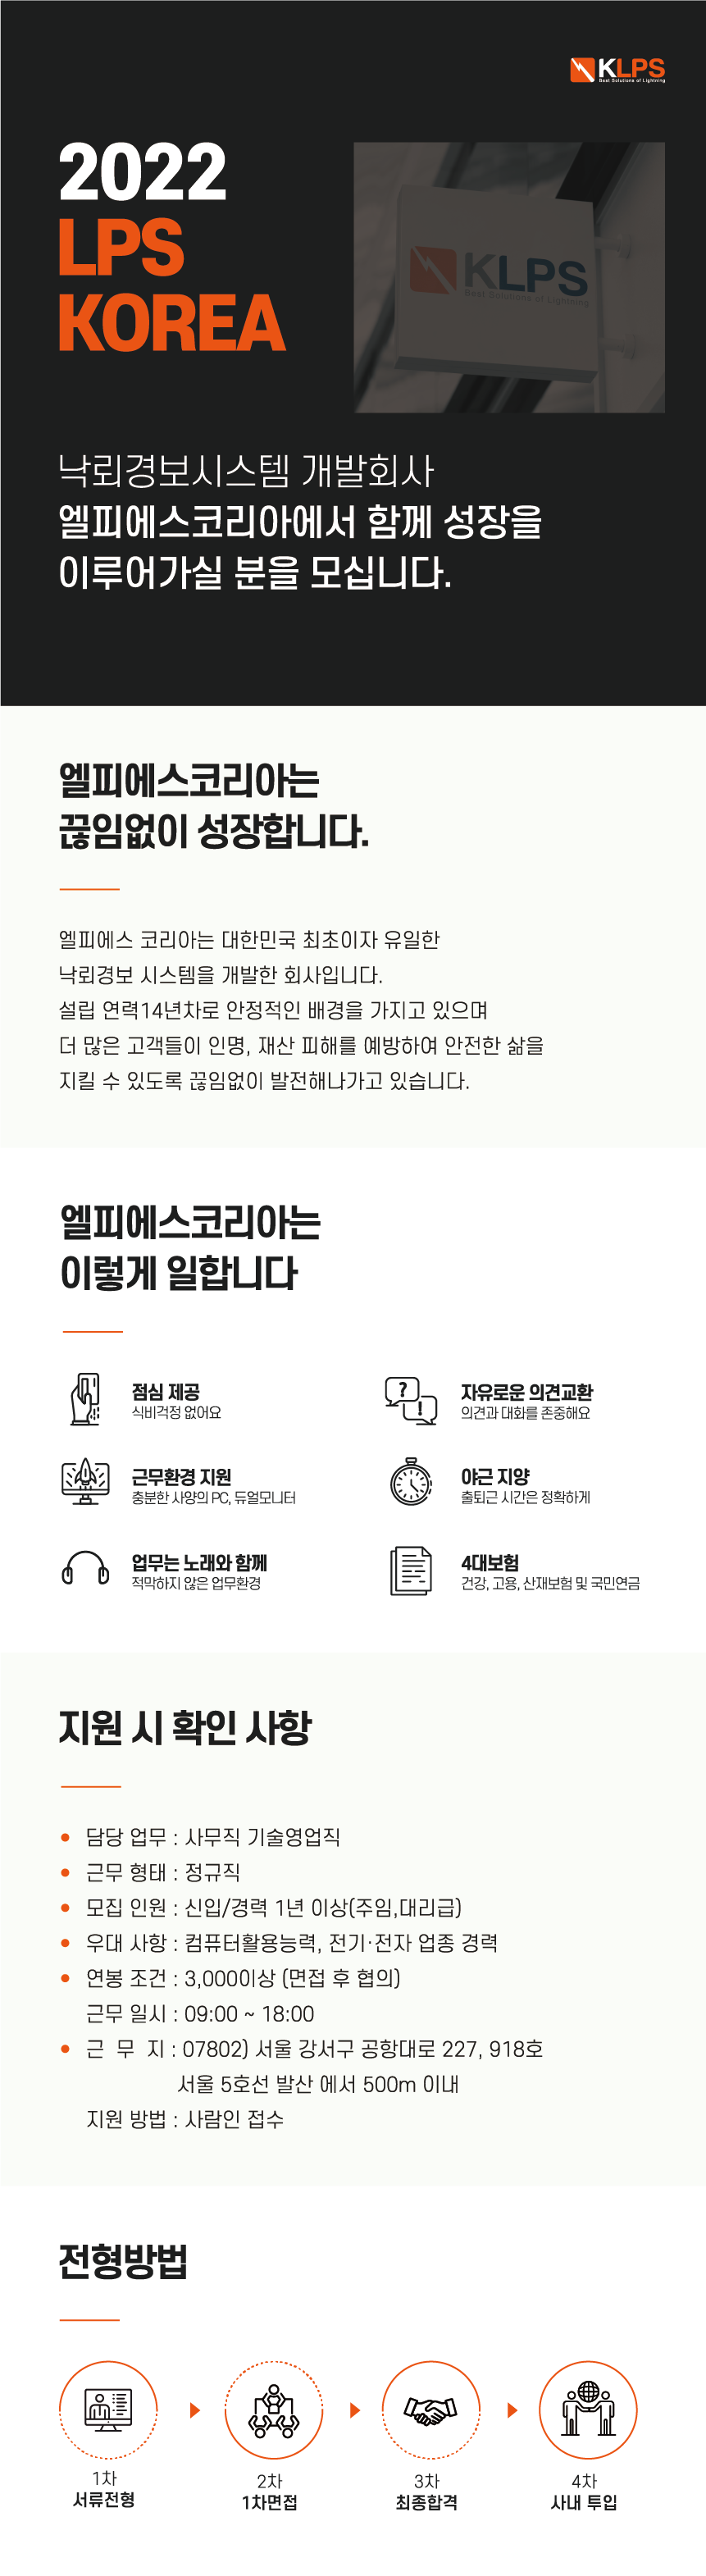 KLPS
Best Solutions of Lightning
2022
LPS
KOREA
KLPS
Best Solutions of Lightning
낙뢰경보시스템 개발회사
엘피에스코리아에서 함께 성장을
이루어가실 분을 모십니다.
엘피에스코리아는
끊임없이 성장합니다.
엘피에스 코리아는 대한민국 최초이자 유일한
낙뢰경보 시스템을 개발한 회사입니다.
설립 연력14년차로 안정적인 배경을 가지고 있으며
더 많은 고객들이 인명, 재산 피해를 예방하여 안전한 삶을
지킬 수 있도록 끊임없이 발전해나가고 있습니다.
엘피에스코리아는
이렇게 일합니다
점심 제공
식비걱정 없어요
자유로운 의견교환
의견과 대화를 존중해요
근무환경 지원
충분한 사양의 PC, 듀얼모니터
야근 지양
출퇴근 시간은 정확하게
업무는 노래와 함께
적막하지 않은 업무환경
4대보험
건강, 고용, 산재보험 및 국민연금
지원 시 확인 사항
담당 업무 : 사무직 기술영업직
근무 형태 : 정규직
모집 인원 : 신입/경력 1년 이상(주임,대리급)
우대 사항 : 컴퓨터활용능력, 전기·전자 업종 경력
연봉 조건 : 3,000이상 (면접 후 협의)
근무 일시 : 09:00 ~ 18:00
근 무 지 : 07802) 서울 강서구 공항대로 227, 918호
서울 5호선 발산 에서 500m 이내
지원 방법 : 사람인 접수
전형방법
1차
서류전형
2차
1차면접
3차
최종합격
4차
사내 투입